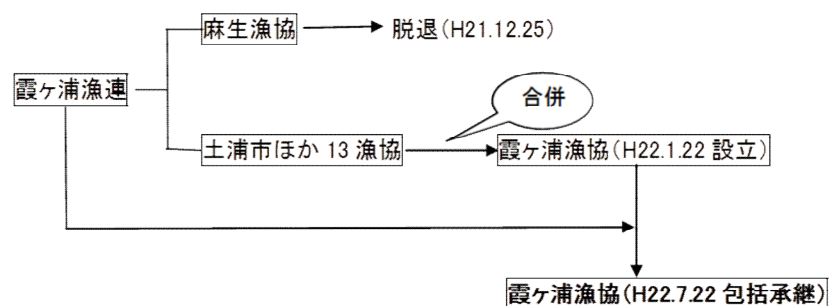 麻生漁協
脱退(H21.12.25)
霞ヶ浦漁連
合併
土浦市ほか 13 漁協
霞ヶ浦漁協(H22.1.22 設立)
霞ヶ浦漁協(H22.7.22 包括承継)